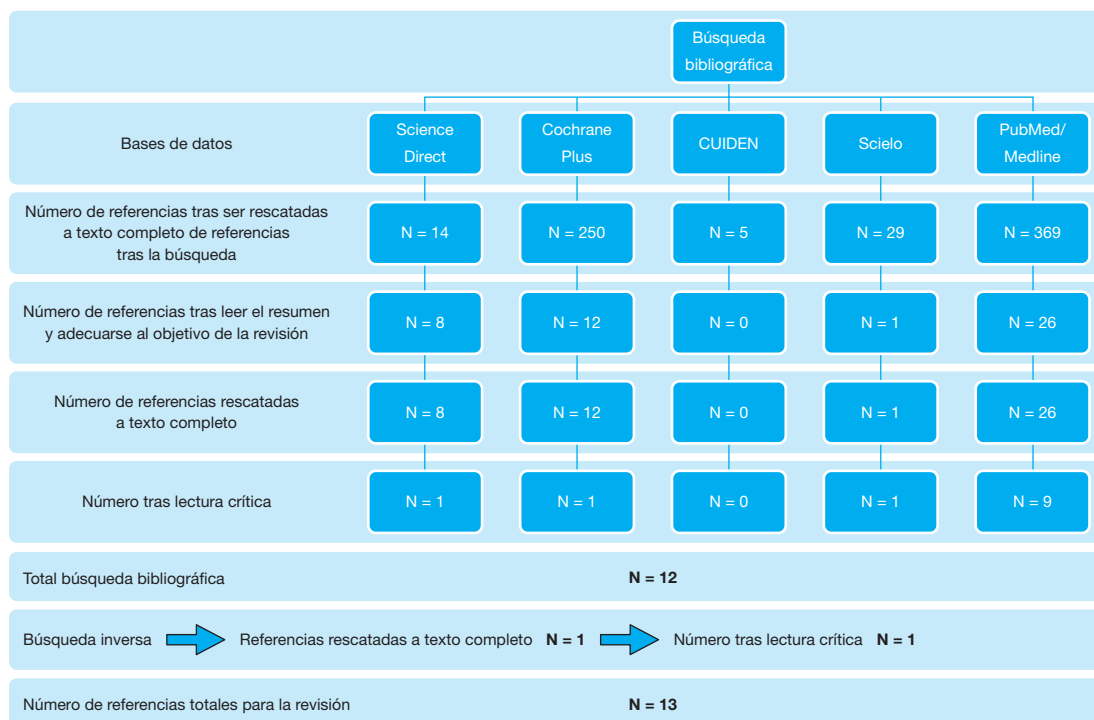 Búsqueda
bibliográfica
Bases de datos
Science
Direct
Cochrane
Plus
CUIDEN
Scielo
PubMed/
Medline
Número de referencias tras ser rescatadas
a texto completo de referencias
tras la búsqueda
N = 14
N = 250
N = 5
N = 29
N = 369
Número de referencias tras leer el resumen
y adecuarse al objetivo de la revisión
N = 8
N = 12
N = 0
N = 1
N = 26
Número de referencias rescatadas
a texto completo
N = 8
N = 12
N = 0
N = 1
N = 26
Número tras lectura crítica
N = 1
N = 1
N = 0
N = 1
N = 9
Total búsqueda bibliográfica N = 12
Búsqueda inversa Referencias rescatadas a texto completo N = 1 Número tras lectura crítica N = 1
Número de referencias totales para la revisión N = 13